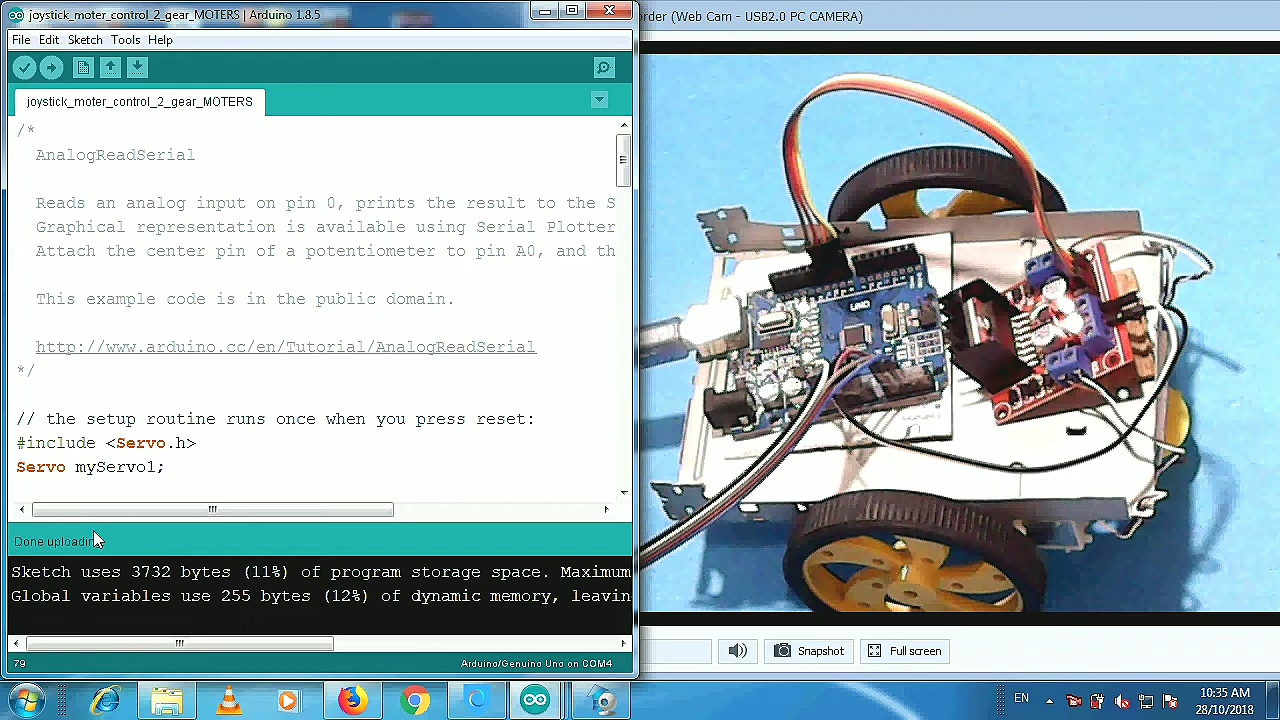 joystick_moter_control_2_gear_MOTERS | Arduino 1.8.5
File Edit Sketch Tools Help
joystick_moter_control_2_gear_MOTERS
/*
AnalogReadSerial
Reads an analog input on pin 0, prints the result to the S
Graphical representation is available using Serial Plotter
Attach the center pin of a potentiometer to pin A0, and th
This example code is in the public domain.
http://www.arduino.cc/en/Tutorial/AnalogReadSerial
*/
// the setup routine runs once when you press reset:
#include <Servo.h>
Servo myServo1;
Done uploading
Sketch uses 3732 bytes (11%) of program storage space. Maximum
Global variables use 255 bytes (12%) of dynamic memory, leavin
79
Arduino/Genuino Uno on COM4
rder (Web Cam - USB2.0 PC CAMERA)
UNO
Snapshot
Full screen
EN
10:35 AM
28/10/2018